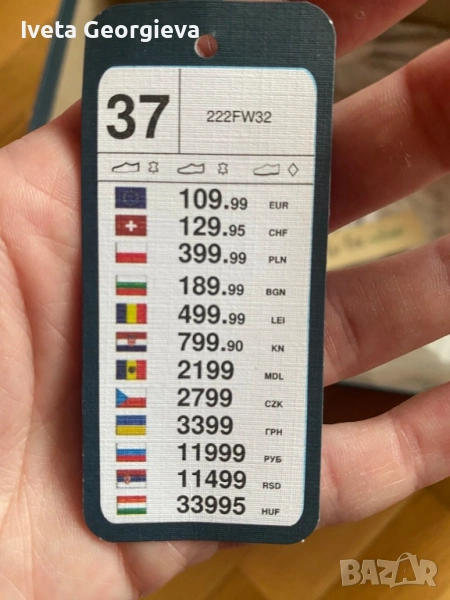 Iveta Georgieva
37
222FW32
109.99 EUR
129.95 CHF
399.99 PLN
189.99 BGN
499.99 LEI
799.90 KN
2199 MDL
2799 CZK
3399 ГРН
11999 РУБ
11499 RSD
33995 HUF
BAZAR